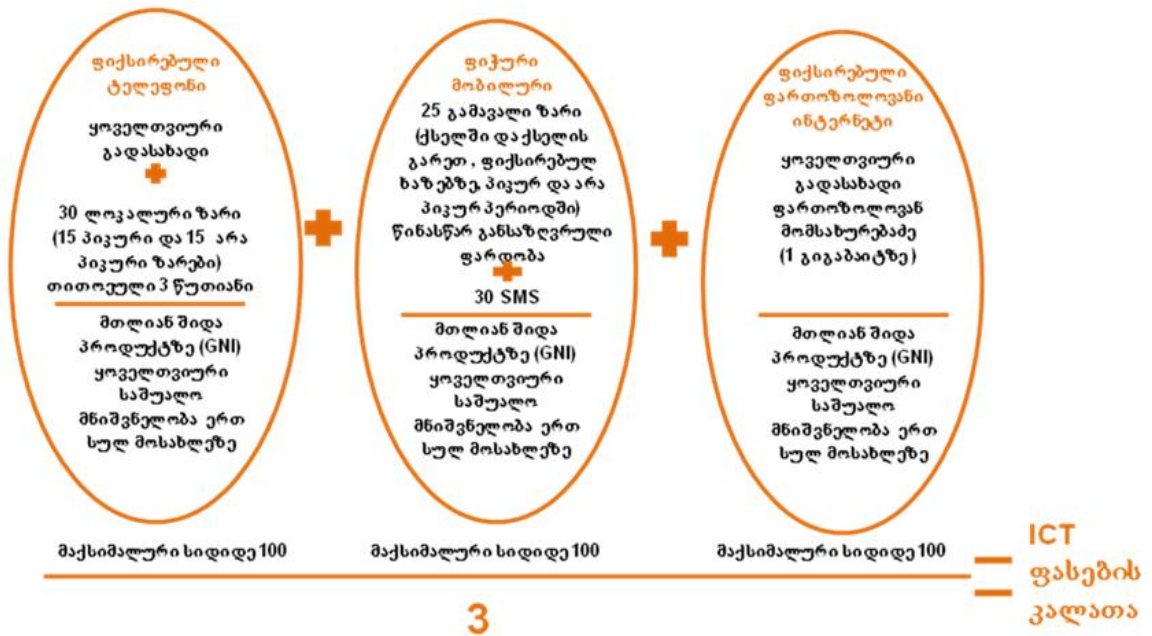 ფიქსირებული
ტელეფონი
ყოველთვიური
გადასახადი
30 ლოკალური ზარი
(15 პიკური და 15 არა
პიკური ზარები)
თითოეული 3 წუთიანი
მთლიან შიდა
პროდუქტზე (GNI)
ყოველთვიური
საშუალო
მნიშვნელობა ერთ
სულ მოსახლეზე
მაქსიმალური სიდიდე 100
ფიჭური
მობილური
25 გამავალი ზარი
(ქსელში და ქსელის
გარეთ , ფიქსირებულ
ხაზებზე, პიკურ და არა
პიკურ პერიოდში)
წინასწარ განსაზღვრული
ფარდობა
30 SMS
მთლიან შიდა
პროდუქტზე (GNI)
ყოველთვიური
საშუალო
მნიშვნელობა ერთ
სულ მოსახლეზე
მაქსიმალური სიდიდე 100
ფიქსირებული
ფართოზოლოვანი
ინტერნეტი
ყოველთვიური
გადასახადი
ფართოზოლოვან
მომსახურებაძე
(1 გიგაბაიტზე)
მთლიან შიდა
პროდუქტზე (GNI)
ყოველთვიური
საშუალო
მნიშვნელობა ერთ
სულ მოსახლეზე
მაქსიმალური სიდიდე 100
3
ICT
ფასების
კალათა